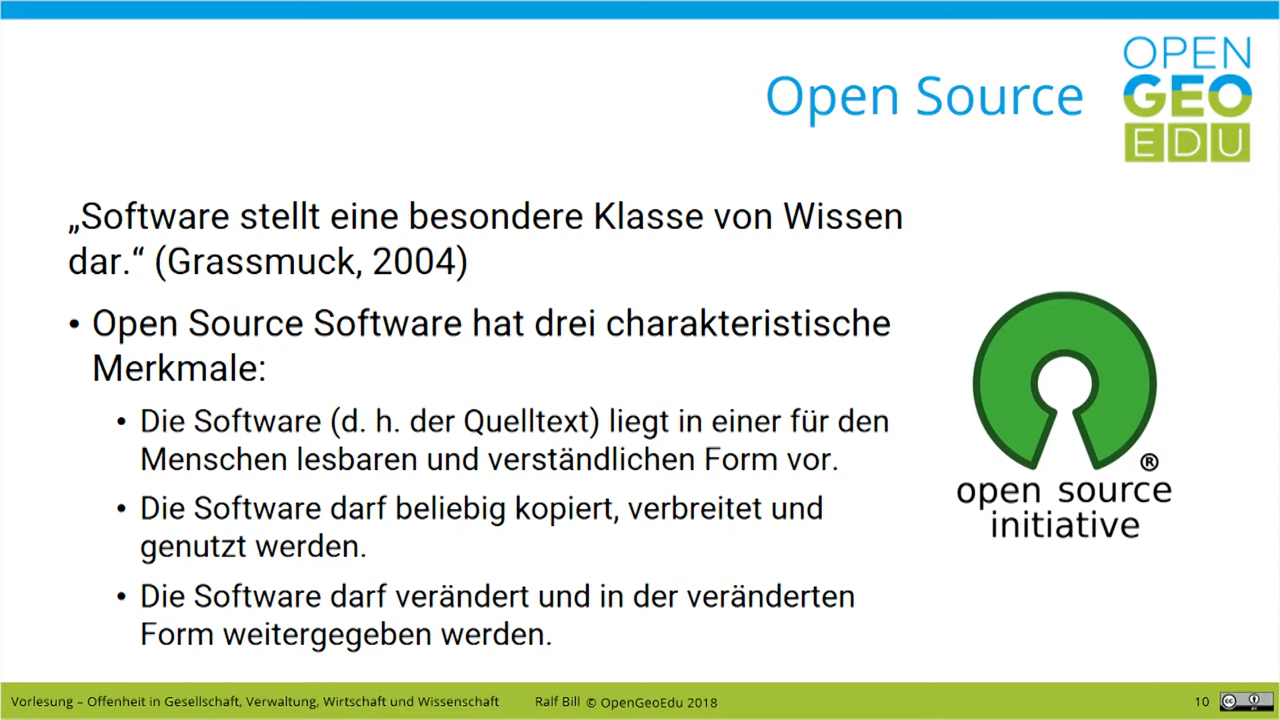 Open Source
OPEN
GEO
EDU
„Software stellt eine besondere Klasse von Wissen
dar.“ (Grassmuck, 2004)
• Open Source Software hat drei charakteristische
Merkmale:
• Die Software (d. h. der Quelltext) liegt in einer für den
Menschen lesbaren und verständlichen Form vor.
• Die Software darf beliebig kopiert, verbreitet und
genutzt werden.
• Die Software darf verändert und in der veränderten
Form weitergegeben werden.
®
open source
initiative
Vorlesung – Offenheit in Gesellschaft, Verwaltung, Wirtschaft und Wissenschaft Ralf Bill © OpenGeoEdu 2018 10
cc
BY